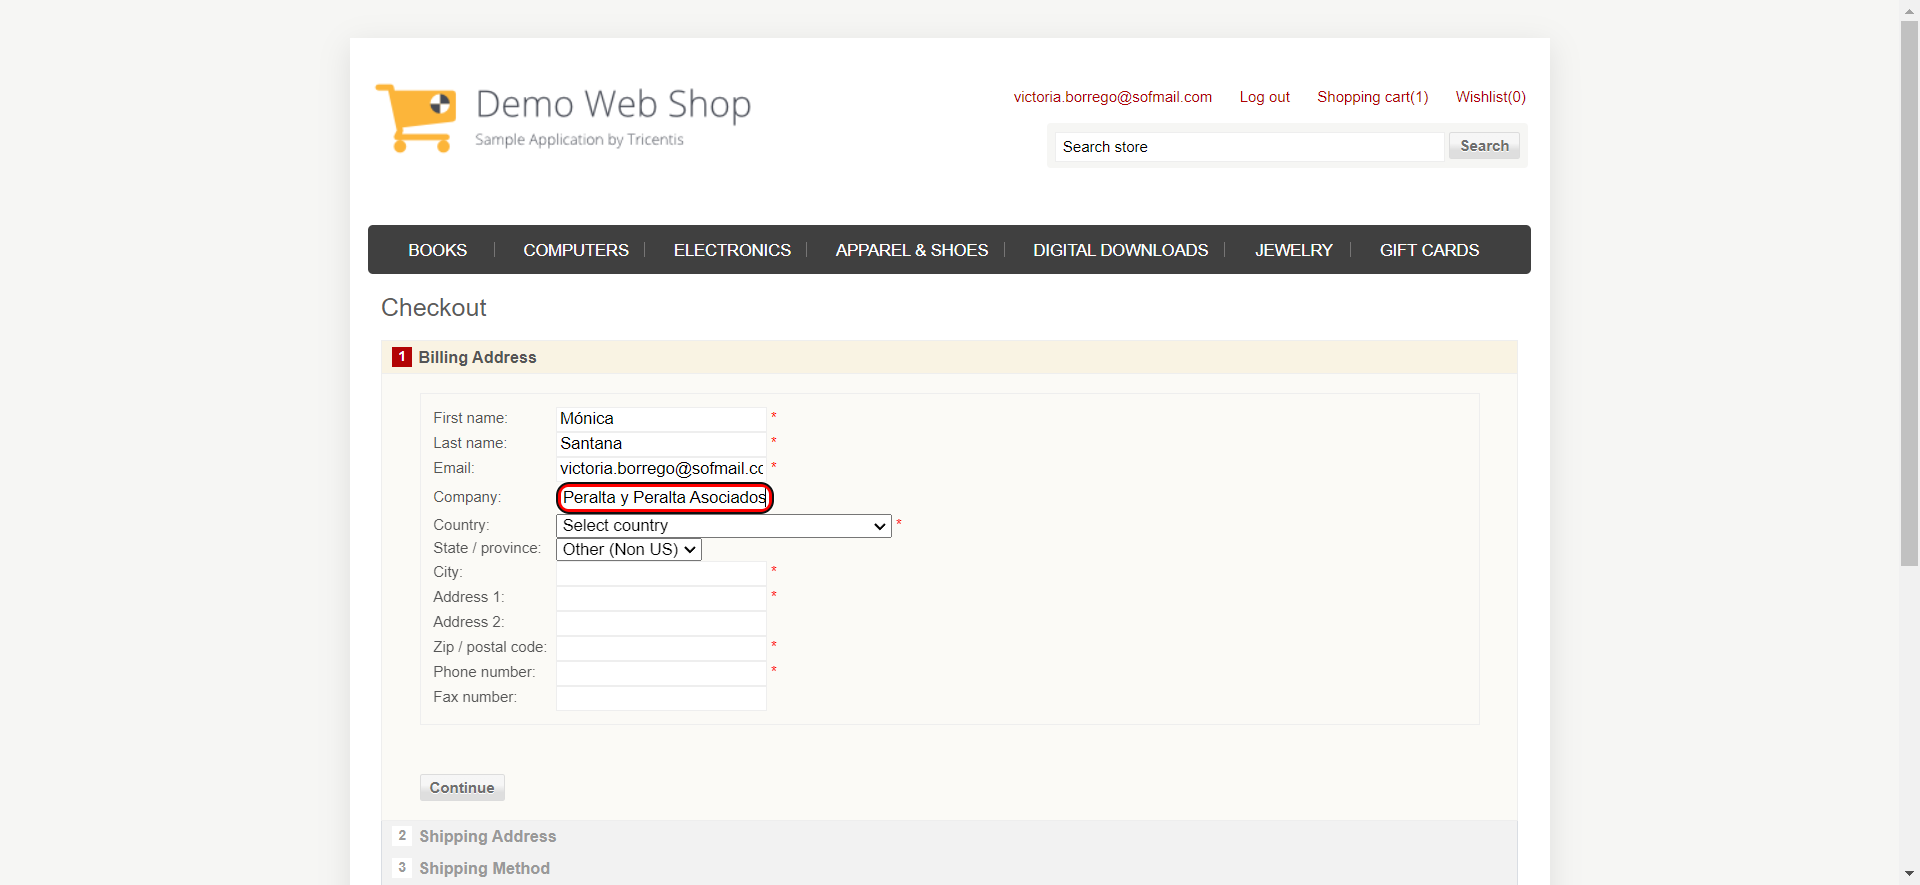 Demo Web Shop
Sample Application by Tricentis
victoria.borrego@sofmail.com Log out Shopping cart(1) Wishlist(0)
Search store Search
BOOKS COMPUTERS ELECTRONICS APPAREL & SHOES DIGITAL DOWNLOADS JEWELRY GIFT CARDS
Checkout
1 Billing Address
First name: Mónica *
Last name: Santana *
Email: victoria.borrego@sofmail.co *
Company: Peralta y Peralta Asociados
Country: Select country *
State / province: Other (Non US)
City: *
Address 1: *
Address 2:
Zip / postal code: *
Phone number: *
Fax number:
Continue
2 Shipping Address
3 Shipping Method